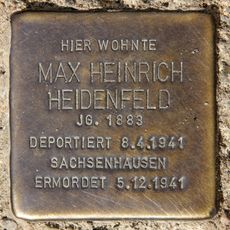 HIER WOHNTE
MAX HEINRICH
HEIDENFELD
JG. 1883
DEPORTIERT 8.4.1941
SACHSENHAUSEN
ERMORDET 5.12.1941